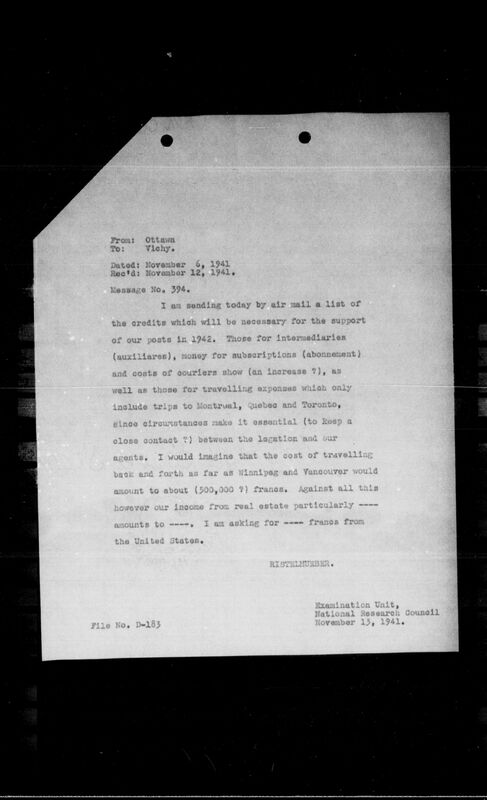 From: Ottawa
To: Vichy.
Dated: November 6, 1941
Rec'd: November 12, 1941.
Message No. 394.
I am sending today by air mail a list of
the credits which will be necessary for the support
of our posts in 1942. Those for intermediaries
(auxiliares), money for subscriptions (abonnement)
and costs of couriers show (an increase ?), as
well as those for travelling expenses which only
include trips to Montreal, Quebec and Toronto,
since circumstances make it essential (to keep a
close contact ?) between the legation and our
agents. I would imagine that the cost of travelling
back and forth as far as Winnipeg and Vancouver would
amount to about (300,000 ?) francs. Against all this
however our income from real estate particularly ----
amounts to ----. I am asking for ---- francs from
the United States.
RISTELHUEBER.
Examination Unit,
National Research Council
November 13, 1941.
File No. D-183